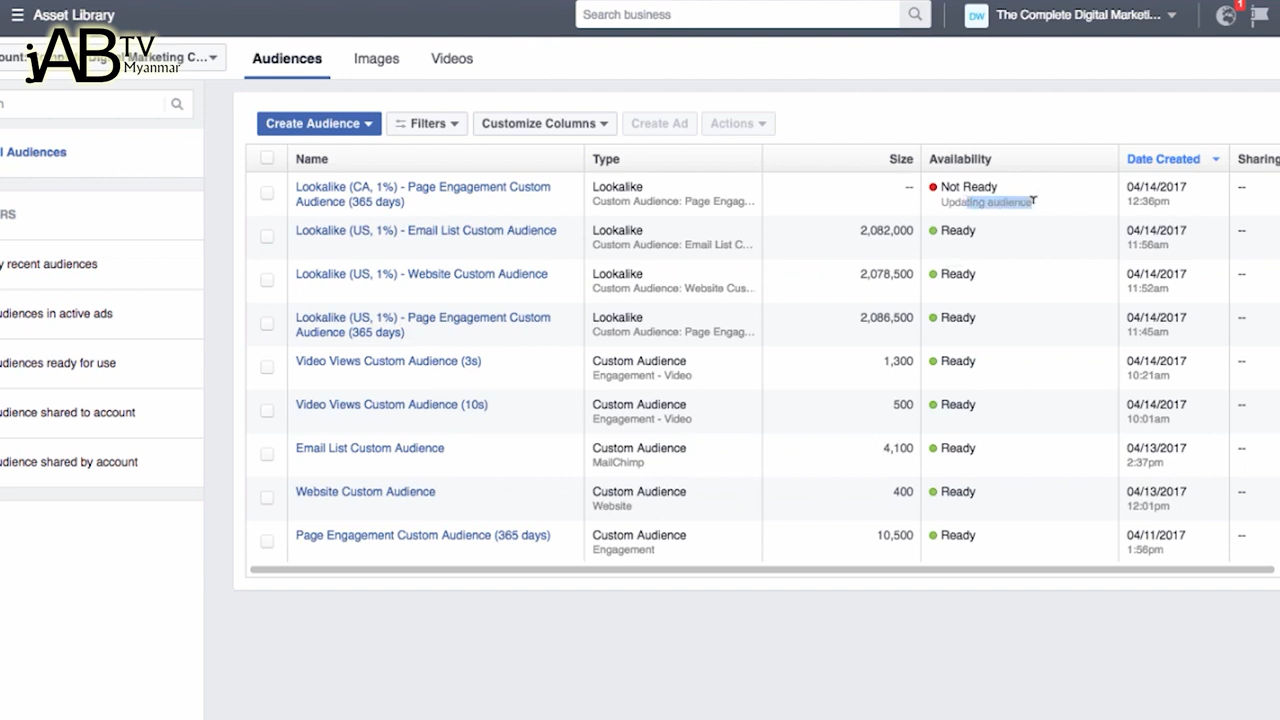 Asset Library
Search business
DW
The Complete Digital Marketi...
1
jABTV
Myanmar
Marketing C...
Audiences
Images
Videos
Create Audience
Filters
Customize Columns
Create Ad
Actions
l Audiences
RS
y recent audiences
udiences in active ads
udiences ready for use
udience shared to account
udience shared by account
Name
Type
Size
Availability
Date Created
Sharing
Lookalike (CA, 1%) - Page Engagement Custom
Audience (365 days)
Lookalike
Custom Audience: Page Engag...
--
Not Ready
Updating audience
04/14/2017
12:36pm
--
Lookalike (US, 1%) - Email List Custom Audience
Lookalike
Custom Audience: Email List C...
2,082,000
Ready
04/14/2017
11:56am
--
Lookalike (US, 1%) - Website Custom Audience
Lookalike
Custom Audience: Website Cus...
2,078,500
Ready
04/14/2017
11:52am
--
Lookalike (US, 1%) - Page Engagement Custom
Audience (365 days)
Lookalike
Custom Audience: Page Engag...
2,086,500
Ready
04/14/2017
11:45am
--
Video Views Custom Audience (3s)
Custom Audience
Engagement - Video
1,300
Ready
04/14/2017
10:21am
--
Video Views Custom Audience (10s)
Custom Audience
Engagement - Video
500
Ready
04/14/2017
10:01am
--
Email List Custom Audience
Custom Audience
MailChimp
4,100
Ready
04/13/2017
2:37pm
--
Website Custom Audience
Custom Audience
Website
400
Ready
04/13/2017
12:01pm
--
Page Engagement Custom Audience (365 days)
Custom Audience
Engagement
10,500
Ready
04/11/2017
1:56pm
--